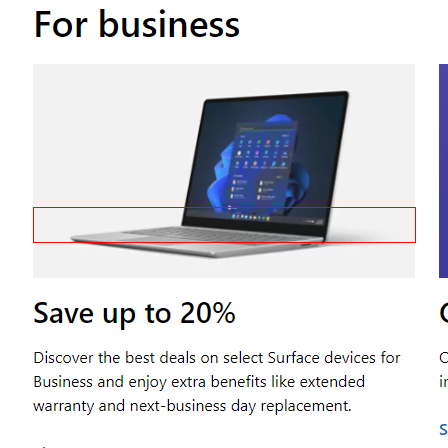 For business
Save up to 20%
Discover the best deals on select Surface devices for
Business and enjoy extra benefits like extended
warranty and next-business day replacement.